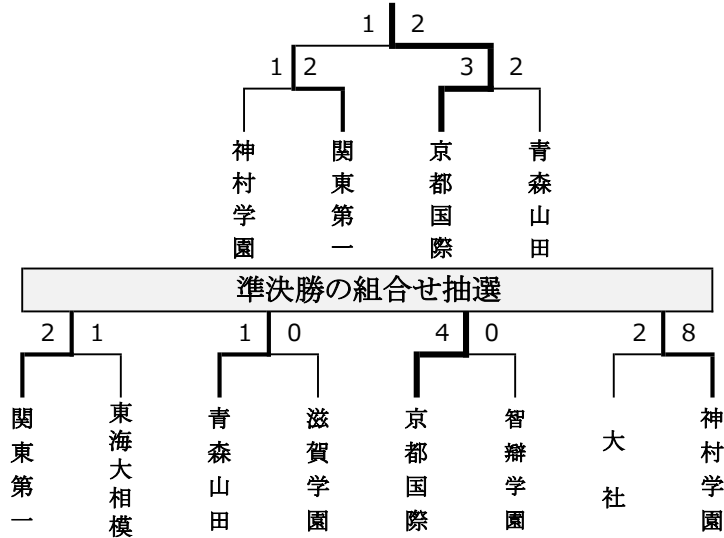 1 2
1 2 3 2
神村学園
関東第一
京都国際
青森山田
準決勝の組合せ抽選
2 1 1 0 4 0 2 8
関東第一
東海大相模
青森山田
滋賀学園
京都国際
智辯学園
大社
神村学園